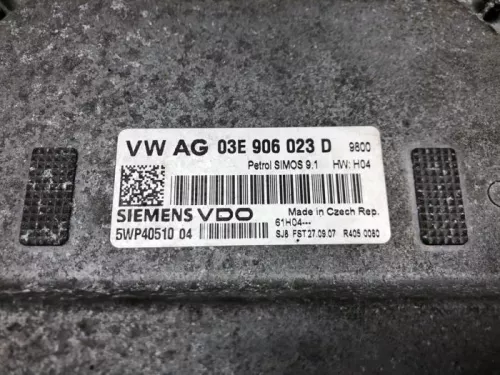 VW AG 03E 906 023 D 9800
Petrol SIMOS 9.1 HW: H04
SIEMENS VDO Made in Czech Rep.
5WP40510 04 61H04---
SJB FST 27.09.07 R405 0080